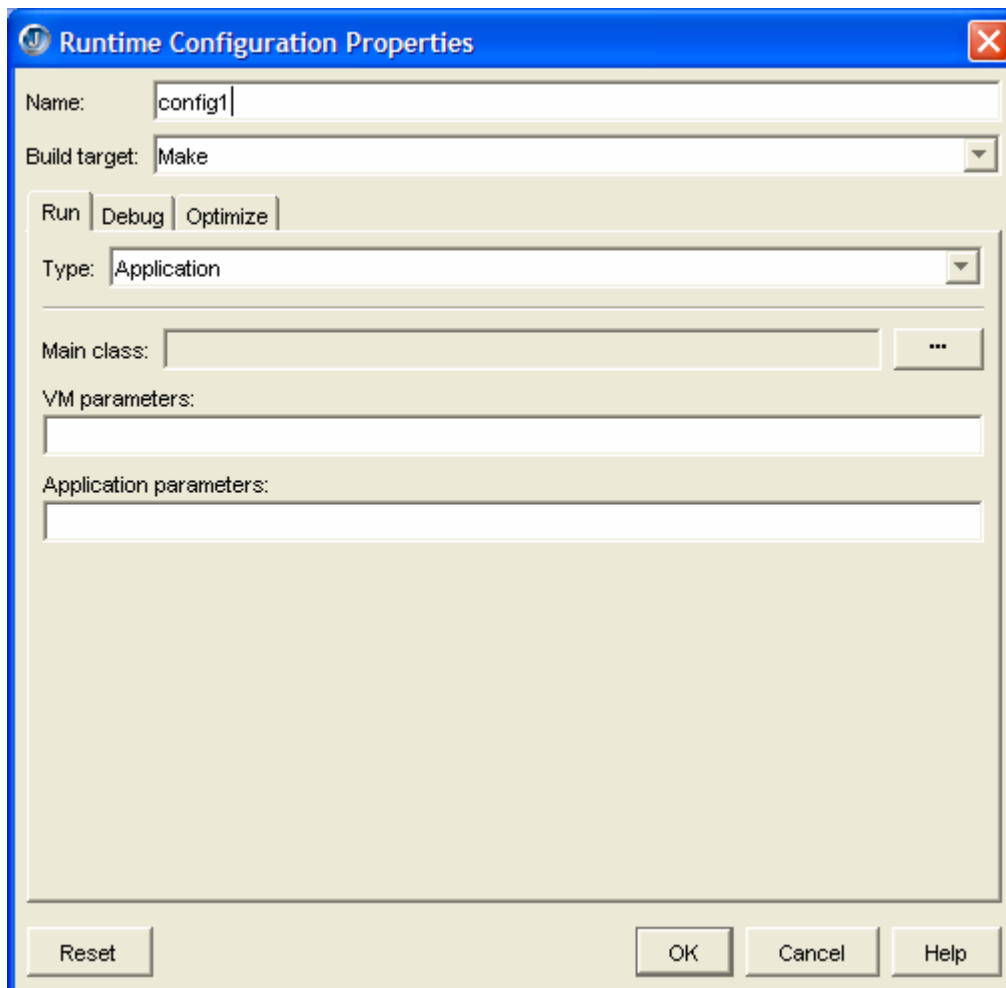 Runtime Configuration Properties
Name: config1
Build target: Make
Run Debug Optimize
Type: Application
Main class: ...
VM parameters:
Application parameters:
Reset OK Cancel Help